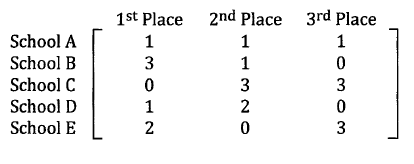 1st Place 2nd Place 3rd Place
School A 1 1 1
School B 3 1 0
School C 0 3 3
School D 1 2 0
School E 2 0 3